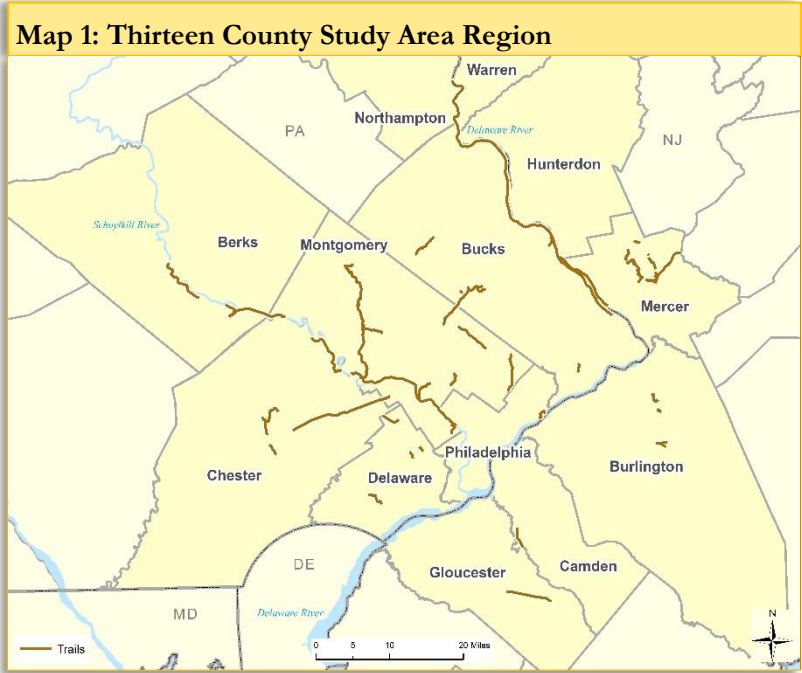 Map 1: Thirteen County Study Area Region
Warren
Northampton
Delaware River
PA
NJ
Hunterdon
Schuylkill River
Berks
Montgomery
Bucks
Mercer
Philadelphia
Chester
Delaware
Burlington
DE
Gloucester
Camden
MD
Delaware River
N
Trails
0 5 10 20 Miles